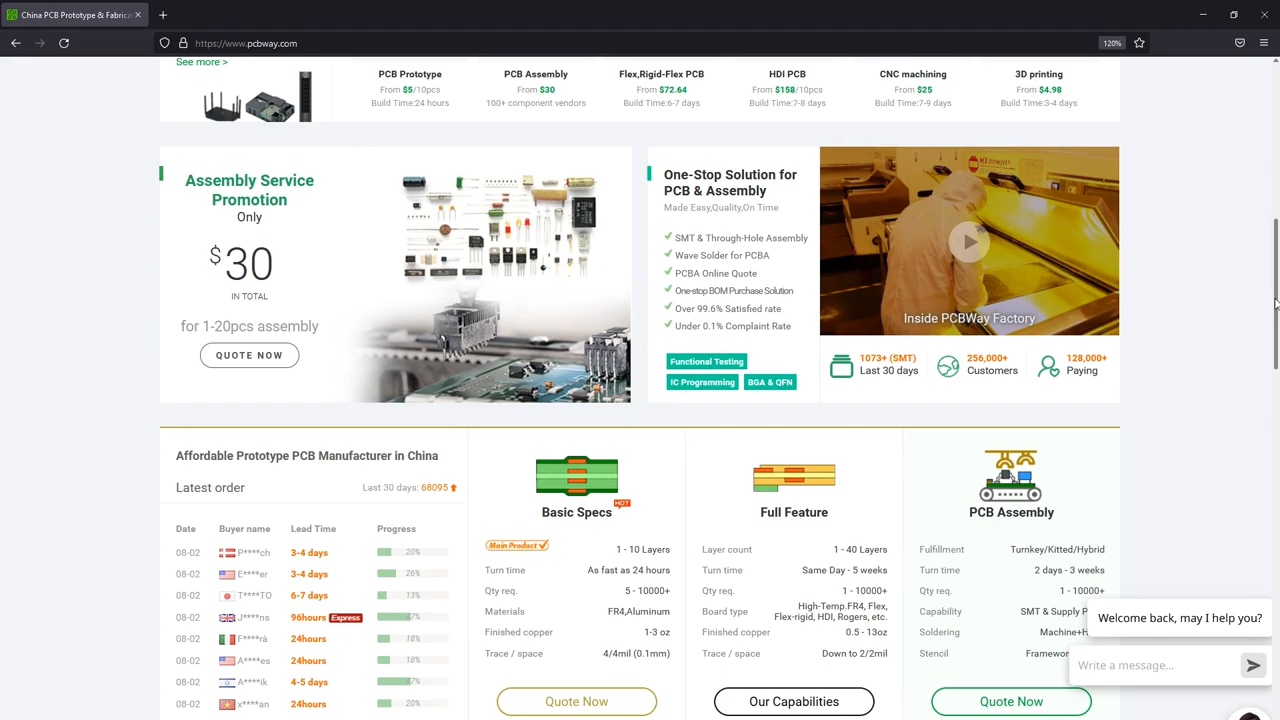 China PCB Prototype & Fabrica
https://www.pcbway.com
120%
See more >
PCB Prototype
From $5/10pcs
Build Time:24 hours
PCB Assembly
From $30
100+ component vendors
Flex,Rigid-Flex PCB
From $72.64
Build Time:6-7 days
HDI PCB
From $158/10pcs
Build Time:7-8 days
CNC machining
From $25
Build Time:7-9 days
3D printing
From $4.98
Build Time:3-4 days
Assembly Service
Promotion
Only
$30
IN TOTAL
for 1-20pcs assembly
QUOTE NOW
One-Stop Solution for
PCB & Assembly
Made Easy,Quality,On Time
SMT & Through-Hole Assembly
Wave Solder for PCBA
PCBA Online Quote
One-stop BOM Purchase Solution
Over 99.6% Satisfied rate
Under 0.1% Complaint Rate
Functional Testing
IC Programming
BGA & QFN
Inside PCBWay Factory
1073+ (SMT)
Last 30 days
256,000+
Customers
128,000+
Paying
Affordable Prototype PCB Manufacturer in China
Latest order
Last 30 days: 68095
Date Buyer name Lead Time Progress
08-02 P****ch 3-4 days 20%
08-02 E****er 3-4 days 26%
08-02 T****TO 6-7 days 13%
08-02 J****ns 96hours Express
08-02 F****rà 24hours 18%
08-02 A****es 24hours 18%
08-02 A****ik 4-5 days
08-02 x****an 24hours 20%
HOT
Basic Specs
Main Product
1 - 10 Layers
Turn time As fast as 24 hours
Qty req. 5 - 10000+
Materials FR4,Aluminum
Finished copper 1-3 oz
Trace / space 4/4mil (0.1mm)
Quote Now
Full Feature
Layer count 1 - 40 Layers
Turn time Same Day - 5 weeks
Qty req. 1 - 10000+
Board type High-Temp.FR4, Flex,
Flex-rigid, HDI, Rogers, etc.
Finished copper 0.5 - 13oz
Trace / space Down to 2/2mil
Our Capabilities
PCB Assembly
Fulfillment Turnkey/Kitted/Hybrid
Turn time 2 days - 3 weeks
Qty req. 1 - 10000+
Capability SMT & Supply P
Soldering Machine+H
Stencil Framewor
Quote Now
Welcome back, may I help you?
Write a message...